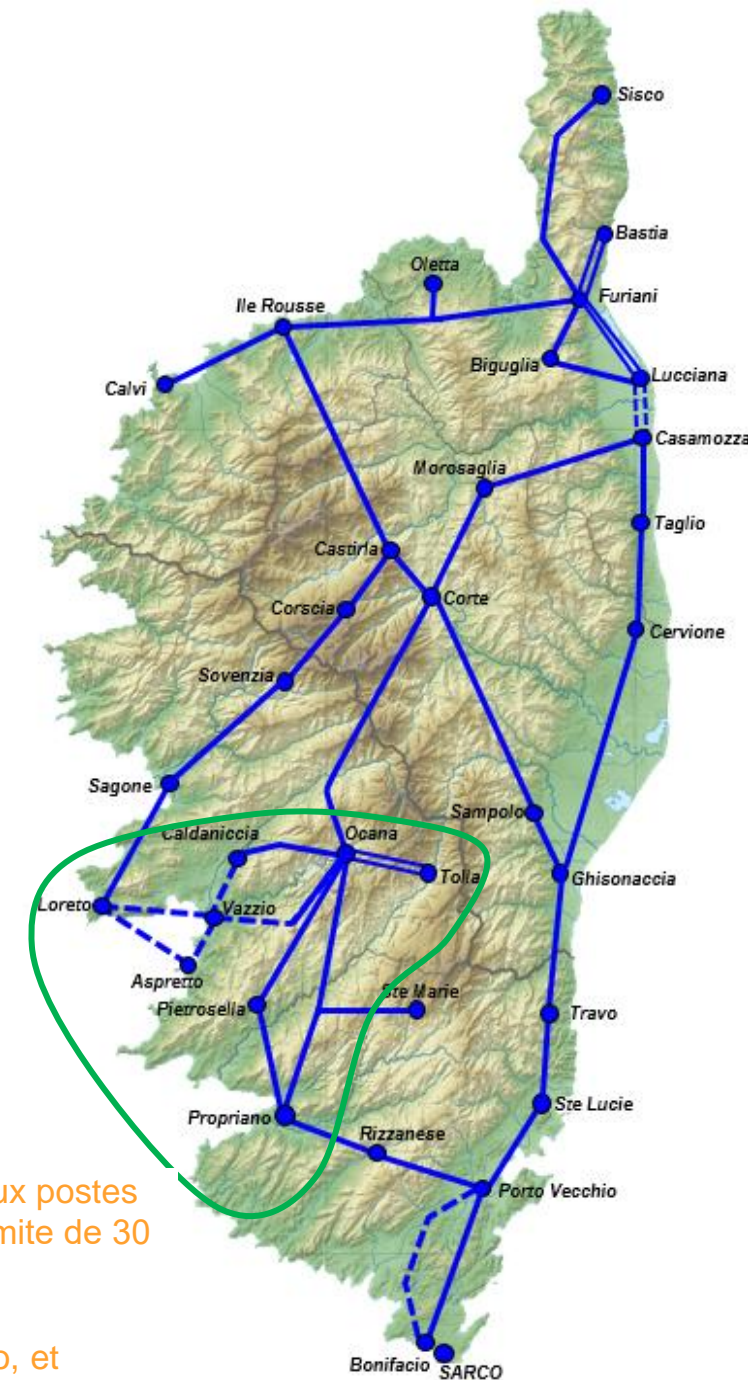 Sisco
Bastia
Oletta
Furiani
Ile Rousse
Biguglia
Lucciana
Calvi
Casamozza
Morosaglia
Taglio
Castirla
Corte
Corscia
Cervione
Sovenzia
Sagone
Sampolo
Caldaniccia
Ocana
Tolla
Ghisonaccia
Loreto
Vazzio
Aspretto
Ste Marie
Pietrosella
Travo
Ste Lucie
Propriano
Rizzanese
Porto Vecchio
ux postes
mite de 30
o, et
Bonifacio
SARCO